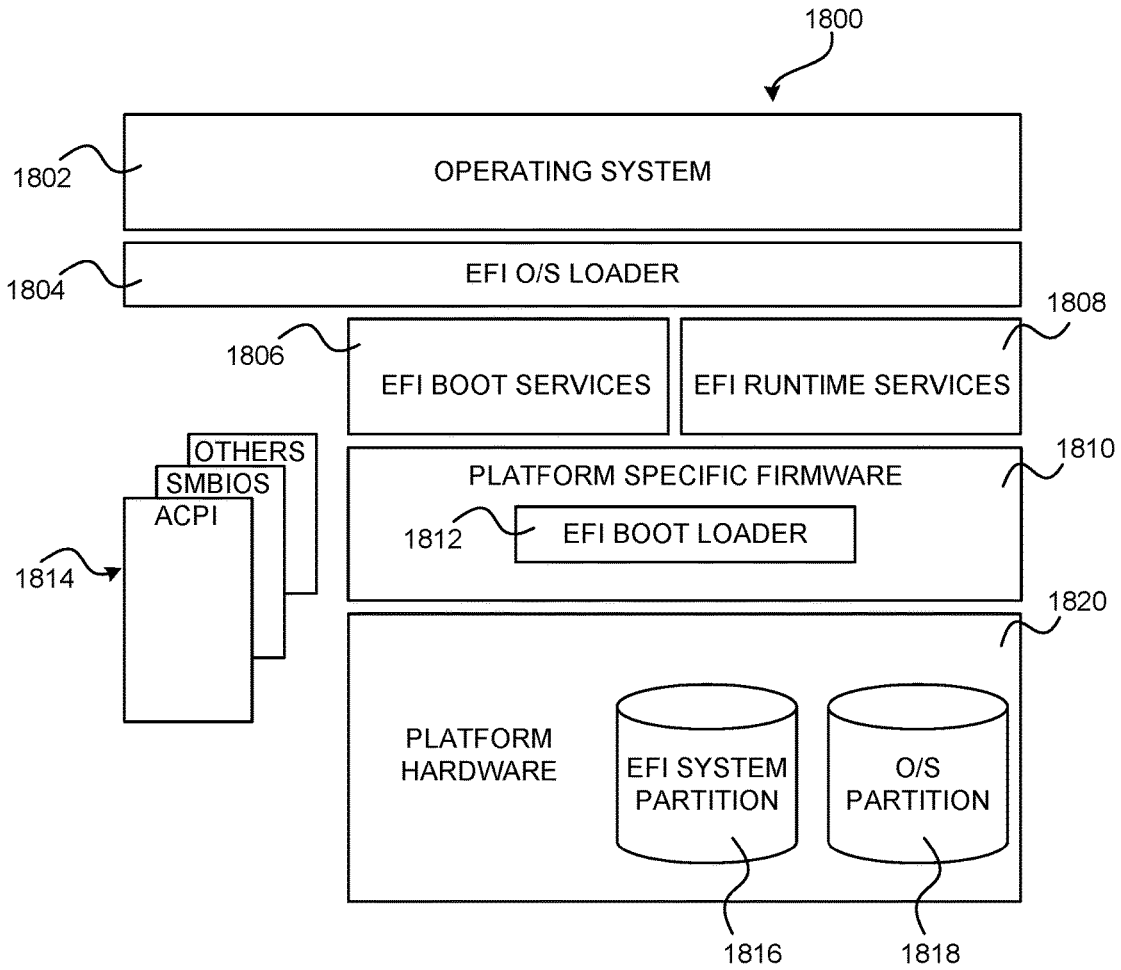 1800
1802
OPERATING SYSTEM
1804
EFI O/S LOADER
1806
1808
EFI BOOT SERVICES
EFI RUNTIME SERVICES
OTHERS
SMBIOS
ACPI
1814
1810
PLATFORM SPECIFIC FIRMWARE
1812
EFI BOOT LOADER
1820
PLATFORM
HARDWARE
EFI SYSTEM
PARTITION
O/S
PARTITION
1816
1818